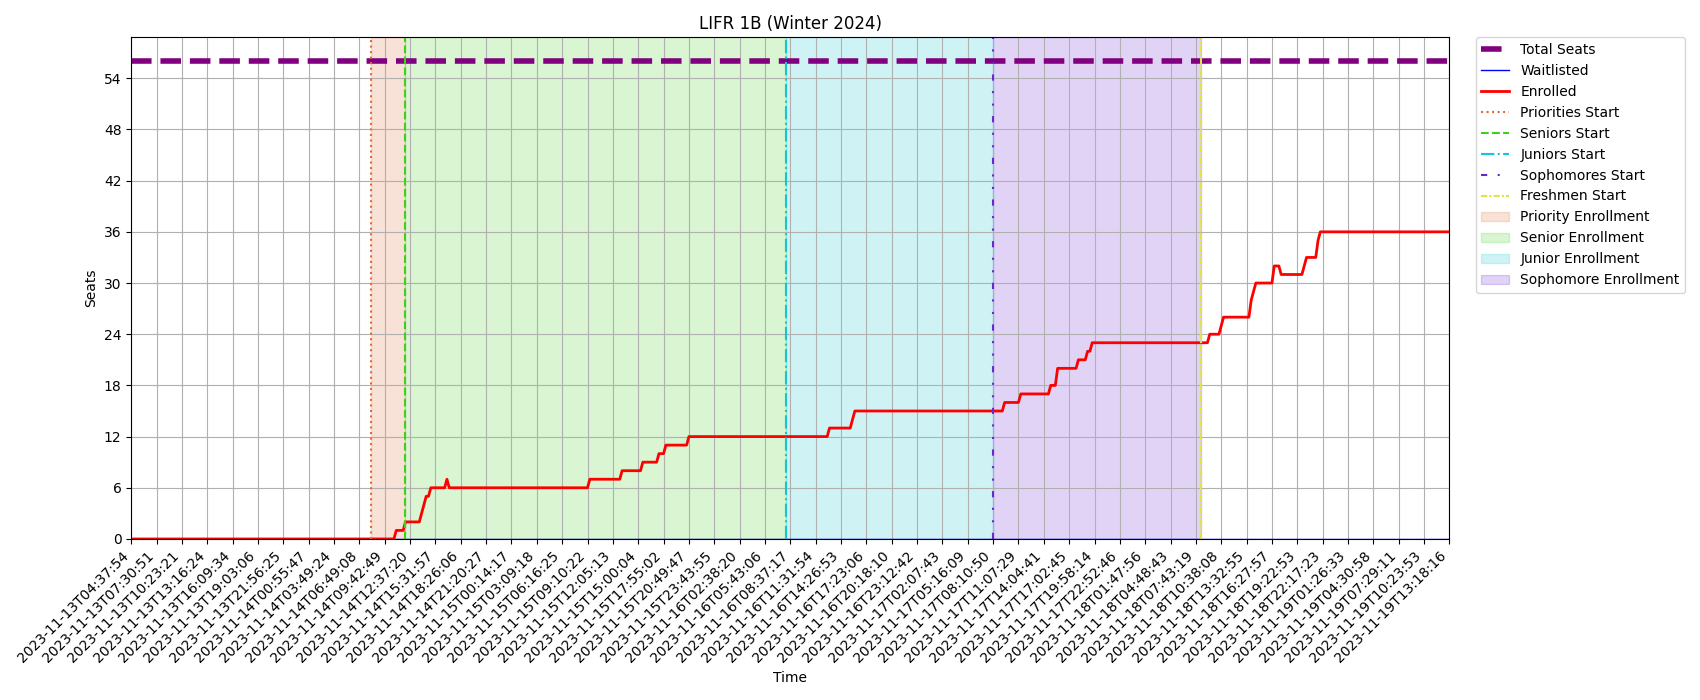 LIFR 1B (Winter 2024)
Seats
54
48
42
36
30
24
18
12
6
0
2023-11-13T04:37:54
2023-11-13T07:30:51
2023-11-13T10:23:21
2023-11-13T13:16:24
2023-11-13T16:09:34
2023-11-13T19:03:06
2023-11-13T21:56:25
2023-11-14T00:55:47
2023-11-14T03:49:24
2023-11-14T06:49:09
2023-11-14T09:42:49
2023-11-14T12:37:20
2023-11-14T15:31:57
2023-11-14T18:26:06
2023-11-14T21:20:27
2023-11-15T00:14:17
2023-11-15T03:09:18
2023-11-15T06:16:25
2023-11-15T09:10:22
2023-11-15T12:05:13
2023-11-15T15:00:04
2023-11-15T17:55:02
2023-11-15T20:49:47
2023-11-15T23:43:55
2023-11-16T02:38:20
2023-11-16T05:43:06
2023-11-16T08:37:17
2023-11-16T11:31:54
2023-11-16T14:26:53
2023-11-16T17:23:06
2023-11-16T20:18:10
2023-11-16T23:12:42
2023-11-17T02:07:43
2023-11-17T05:16:09
2023-11-17T08:10:50
2023-11-17T11:07:29
2023-11-17T14:04:41
2023-11-17T17:02:45
2023-11-17T19:58:14
2023-11-17T22:52:46
2023-11-18T01:47:56
2023-11-18T04:48:43
2023-11-18T07:43:19
2023-11-18T10:38:08
2023-11-18T13:32:55
2023-11-18T16:27:57
2023-11-18T19:22:53
2023-11-18T22:17:23
2023-11-19T01:26:33
2023-11-19T04:30:58
2023-11-19T07:29:11
2023-11-19T10:23:53
2023-11-19T13:18:16
Time
Total Seats
Waitlisted
Enrolled
Priorities Start
Seniors Start
Juniors Start
Sophomores Start
Freshmen Start
Priority Enrollment
Senior Enrollment
Junior Enrollment
Sophomore Enrollment